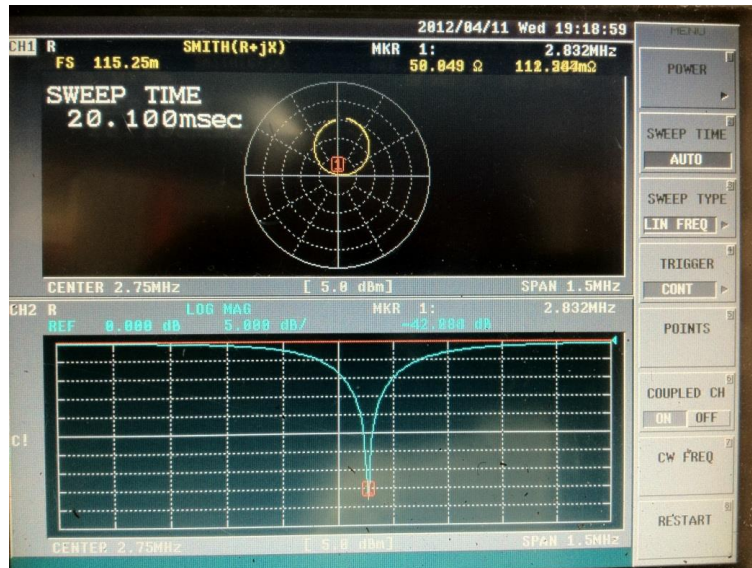 2012/04/11 Wed 19:18:59
CH1 R SMITH(R+jX) MKR 1: 2.832MHz
FS 115.25m 50.049 Ω
SWEEP TIME
20.100msec
1
CENTER 2.75MHz [ 5.0 dBm] SPAN 1.5MHz
CH2 R LOG MAG MKR 1: 2.832MHz
REF 0.000 dB 5.000 dB/
C!
1
CENTER 2.75MHz [ 5.0 dBm] SPAN 1.5MHz
MENU
POWER
SWEEP TIME
AUTO
SWEEP TYPE
LIN FREQ
TRIGGER
CONT
POINTS
COUPLED CH
ON OFF
CW FREQ
RESTART